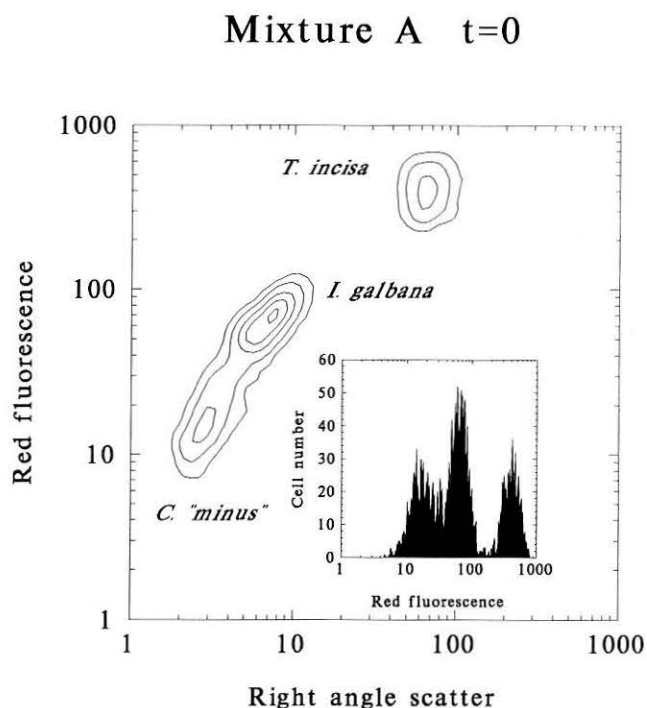 Mixture A t=0
1000
100
10
1
Red fluorescence
T. incisa
I. galbana
C. "minus"
60
50
40
30
20
10
0
Cell number
1 10 100 1000
Red fluorescence
1 10 100 1000
Right angle scatter